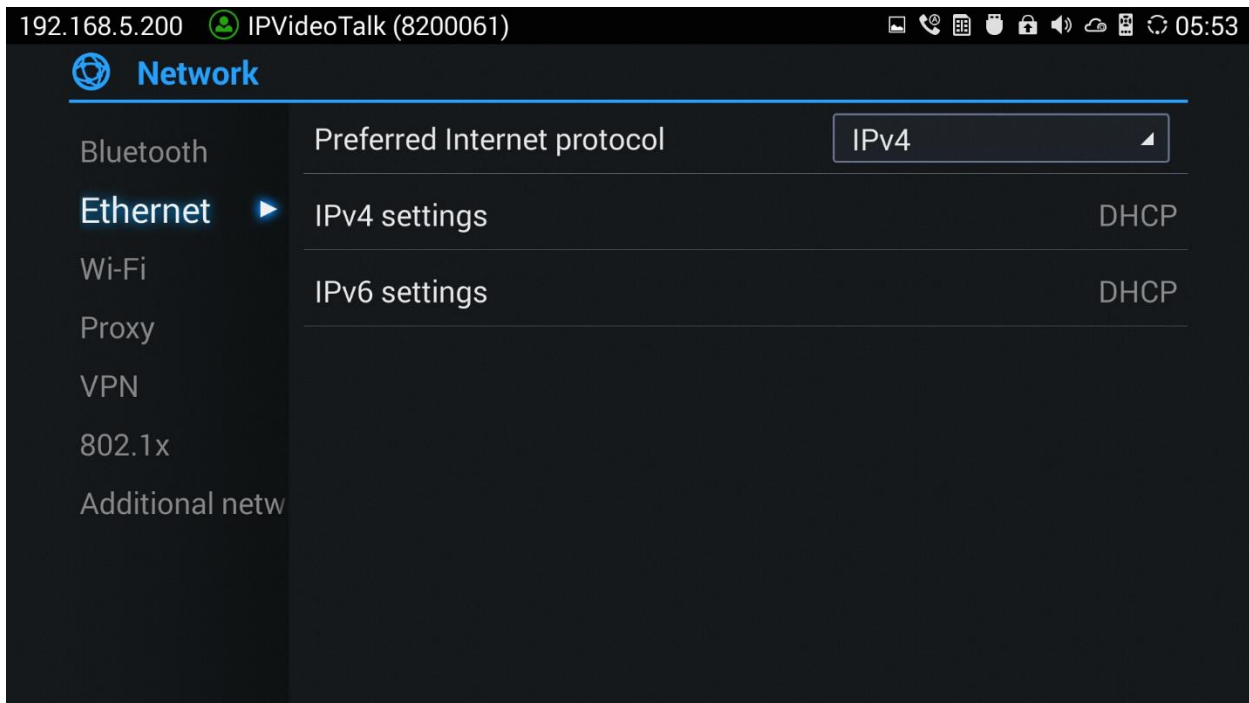 192.168.5.200 IPVideoTalk (8200061) 05:53
Network
Bluetooth
Ethernet
Wi-Fi
Proxy
VPN
802.1x
Additional netw
Preferred Internet protocol IPv4
IPv4 settings DHCP
IPv6 settings DHCP